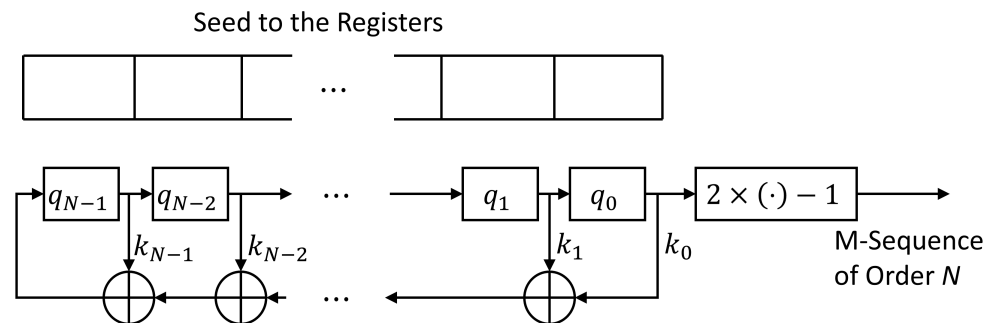 Seed to the Registers
...
q_{N-1} q_{N-2} ... q_1 q_0 2 × (·) − 1
k_{N-1} k_{N-2} k_1 k_0
M-Sequence
of Order N
...